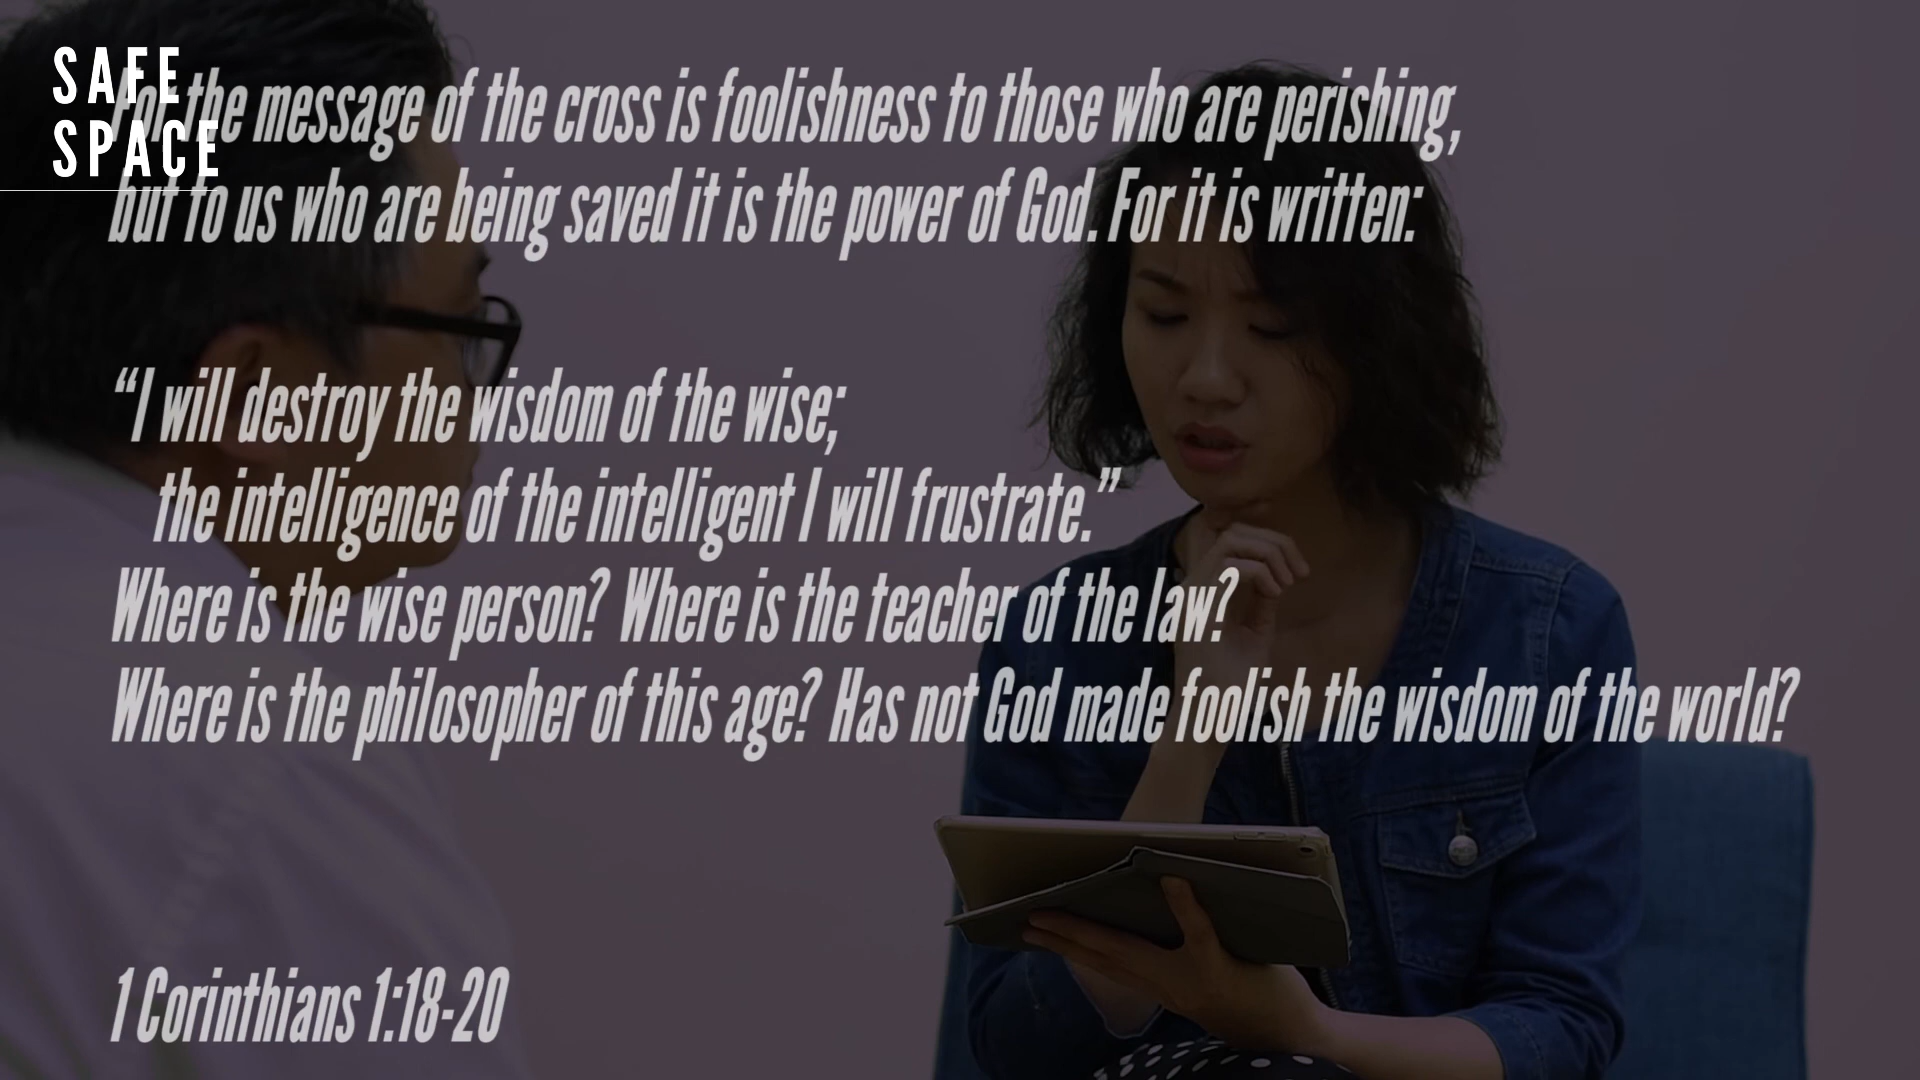 SAFE
SPACE
For the message of the cross is foolishness to those who are perishing,
but to us who are being saved it is the power of God. For it is written:
“I will destroy the wisdom of the wise;
the intelligence of the intelligent I will frustrate.”
Where is the wise person? Where is the teacher of the law?
Where is the philosopher of this age? Has not God made foolish the wisdom of the world?
1 Corinthians 1:18-20